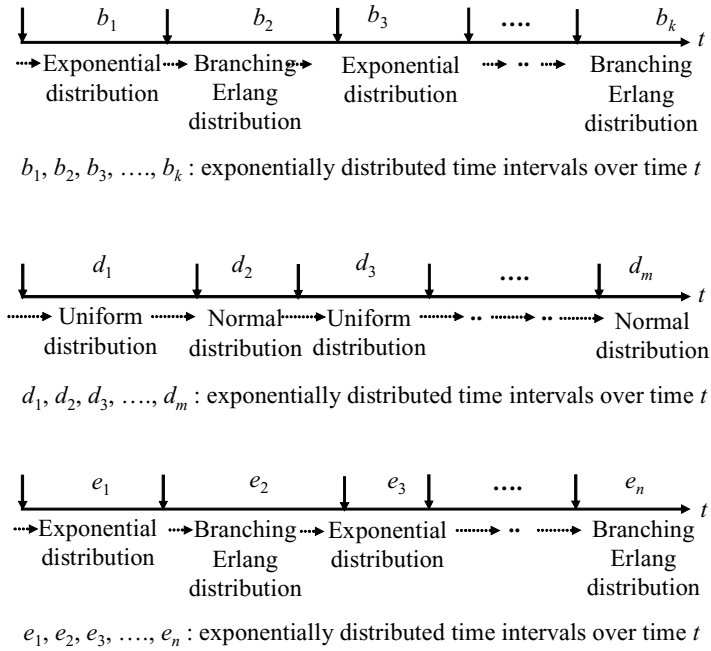 b1 b2 b3 .... bk
t
Exponential distribution Branching Erlang distribution Exponential distribution .. Branching Erlang distribution
b1, b2, b3, …., bk : exponentially distributed time intervals over time t
d1 d2 d3 .... dm
t
Uniform distribution Normal distribution Uniform distribution .. .. Normal distribution
d1, d2, d3, …., dm : exponentially distributed time intervals over time t
e1 e2 e3 .... en
t
Exponential distribution Branching Erlang distribution Exponential distribution .. Branching Erlang distribution
e1, e2, e3, …., en : exponentially distributed time intervals over time t